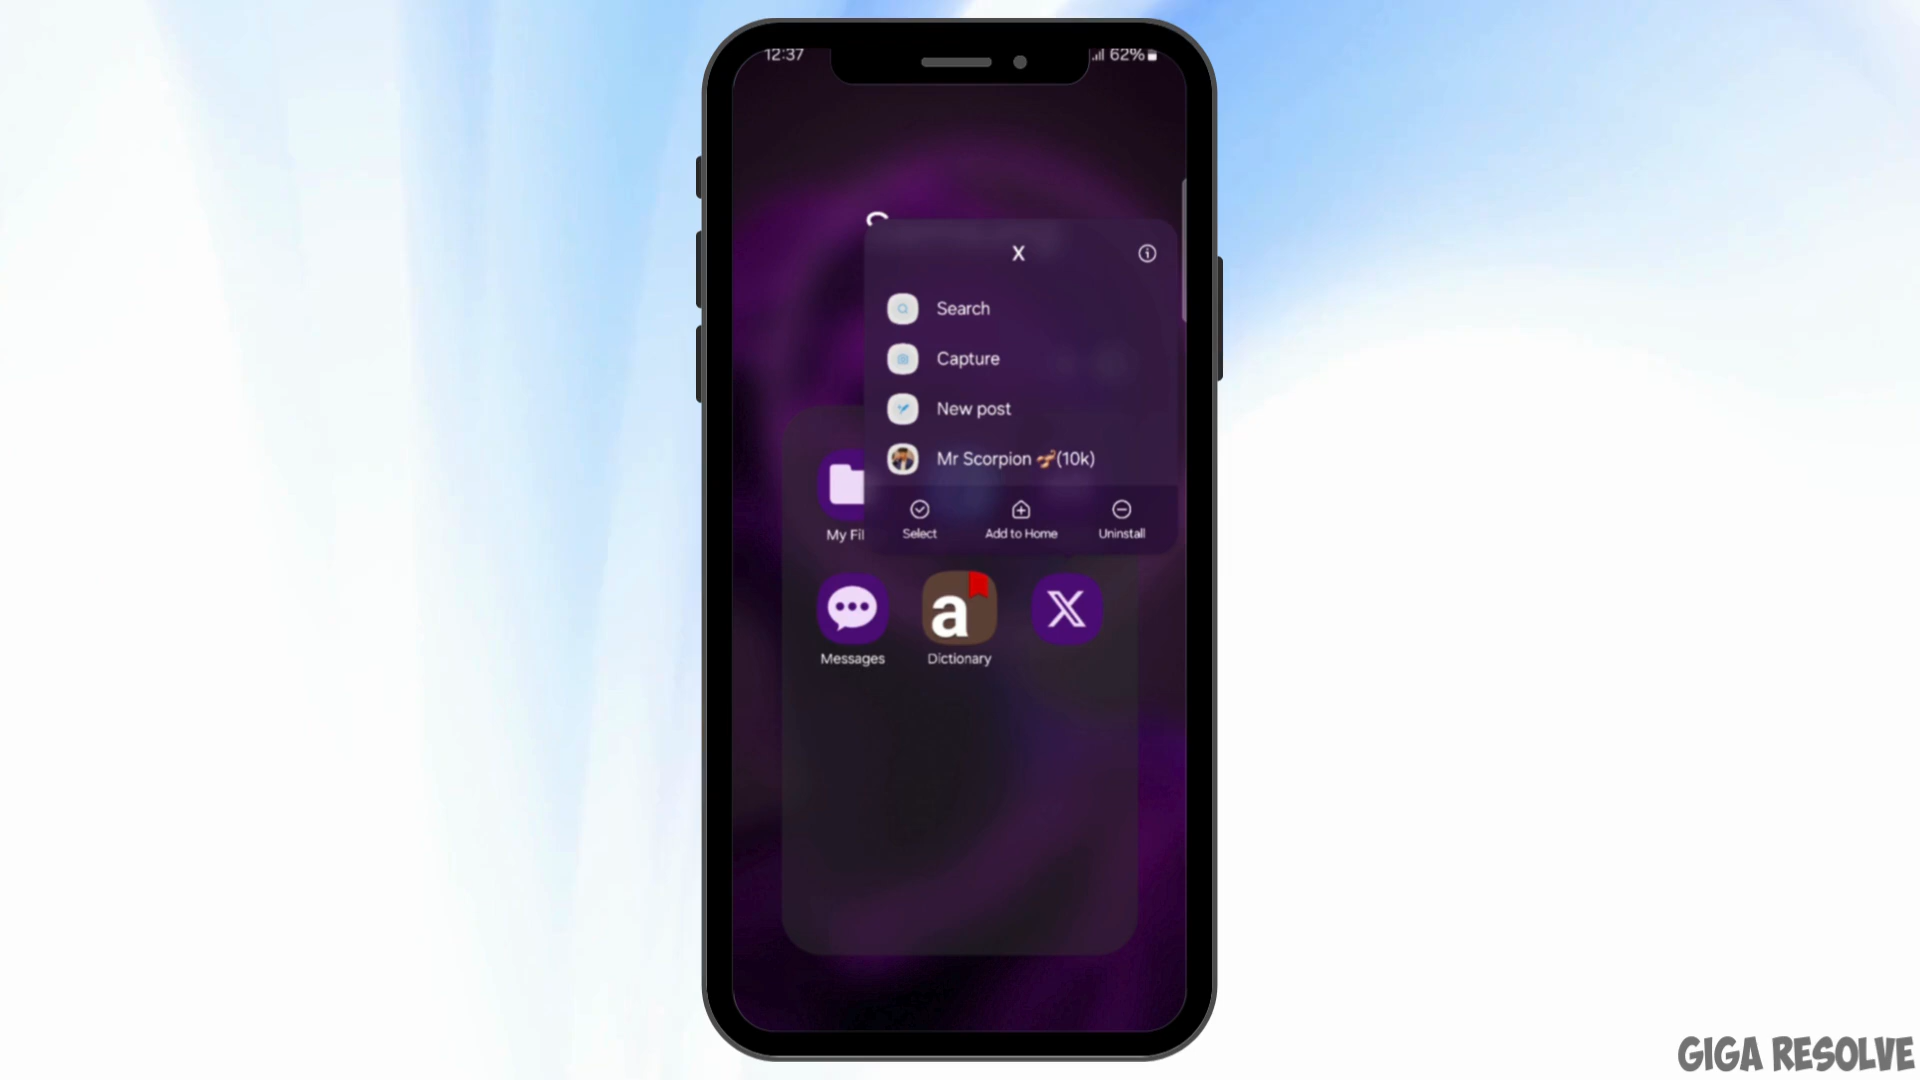 12:37
62%
X
Search
Capture
New post
Mr Scorpion 🦂(10k)
Select
Add to Home
Uninstall
My Fil
Messages
a
Dictionary
X
GIGA RESOLVE